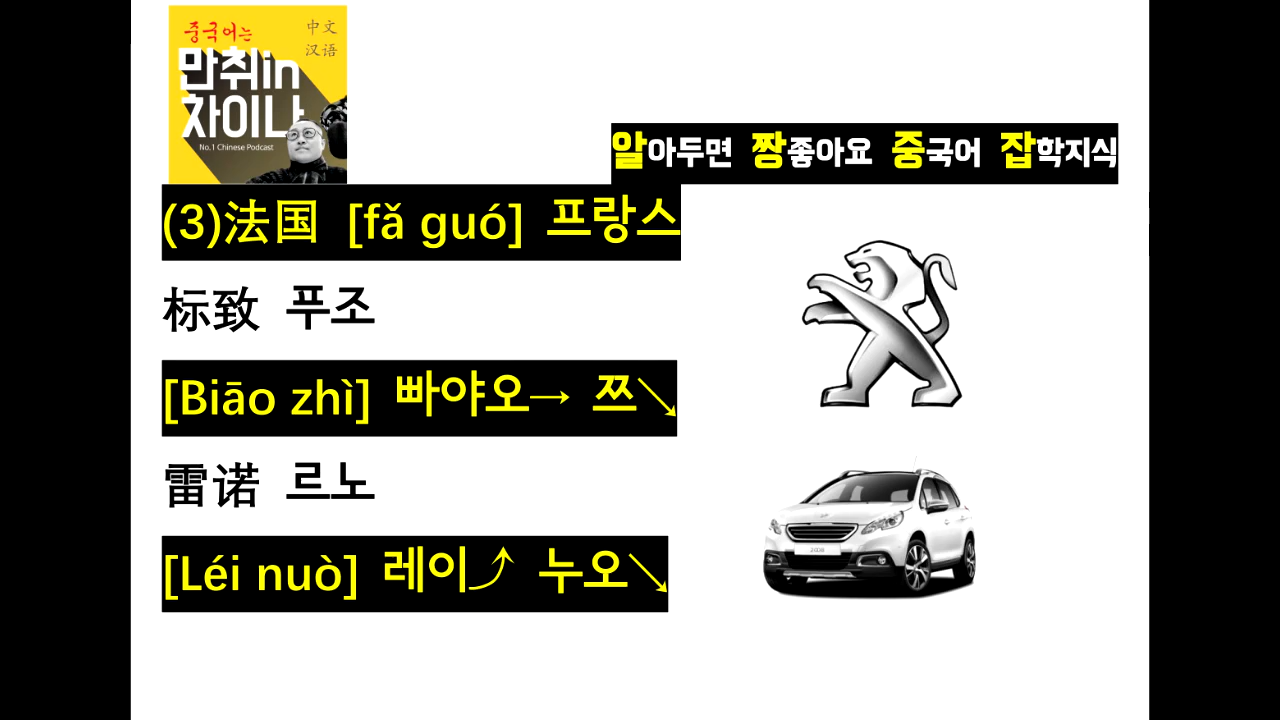 중국어는
中文
汉语
만취in
차이나
No.1 Chinese Podcast
알아두면 짱좋아요 중국어 잡학지식
(3)法国 [fǎ guó] 프랑스
标致 푸조
[Biāo zhì] 빠야오→ 쯔↘
雷诺 르노
[Léi nuò] 레이⤴ 누오↘